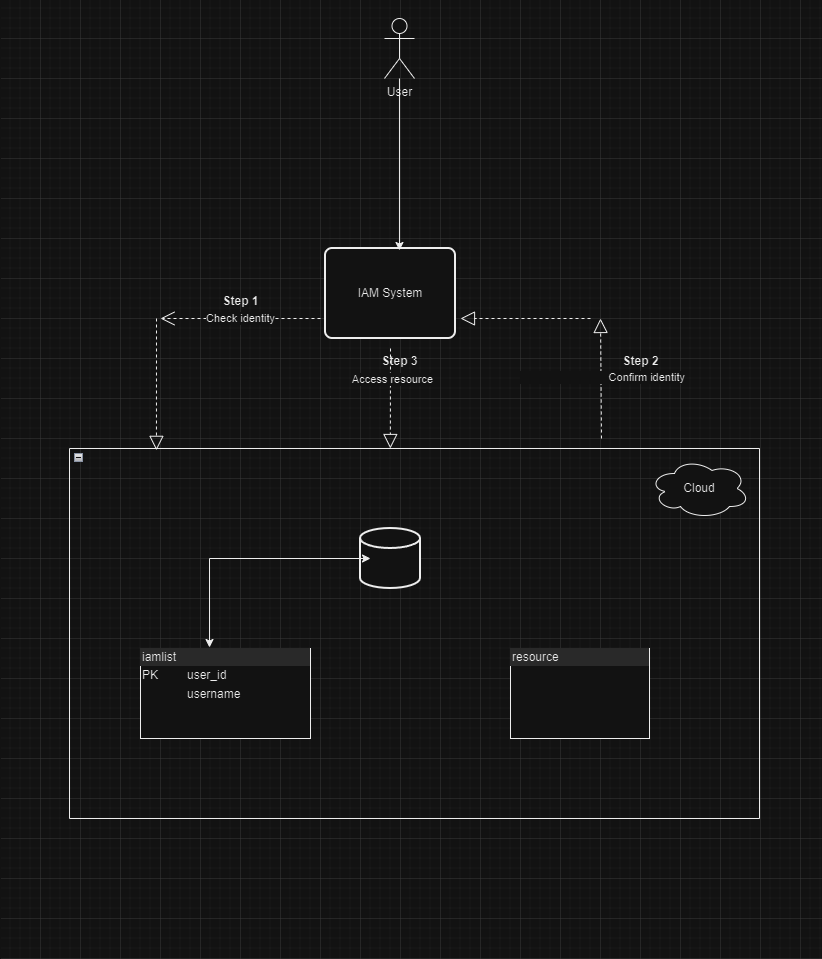 User
IAM System
Step 1
Check identity
Step 3
Access resource
Step 2
Confirm identity
Cloud
iamlist
PK user_id
username
resource